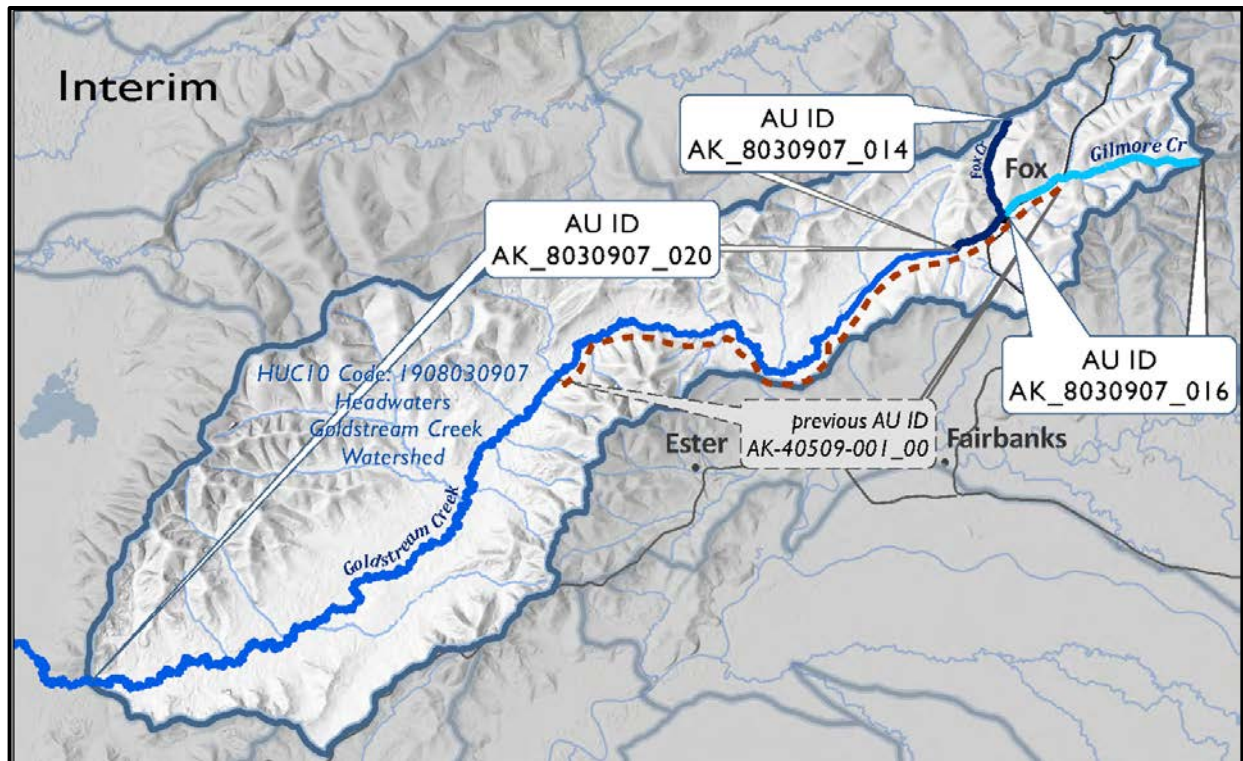 Interim
AU ID
AK_8030907_014
Fox Cr
Fox
Gilmore Cr
AU ID
AK_8030907_020
AU ID
AK_8030907_016
HUC10 Code: 1908030907
Headwaters
Goldstream Creek
Watershed
previous AU ID
AK-40509-001_00
Ester
Fairbanks
Goldstream Creek